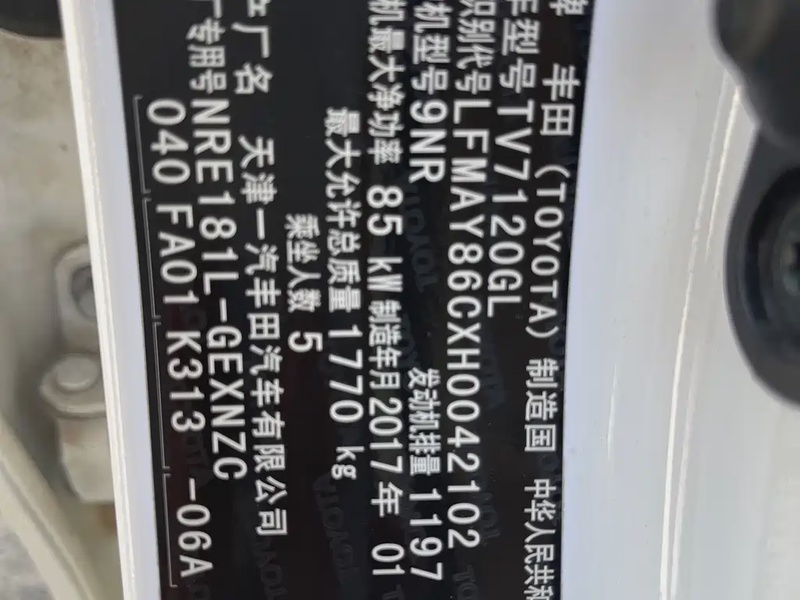 牌 丰田 (TOYOTA) 制造国 中华人民共和
车型号 TV7120GL
识别代号 LFMAY86CXH0042102
机型号 9NR 发动机排量 1197
机最大净功率 85 kW 制造年月 2017 年 01
最大允许总质量 1770 kg
乘坐人数 5
产厂名 天津一汽丰田汽车有限公司
厂专用号 NRE181L-GEXNZC
040 FA01 K313 -06A